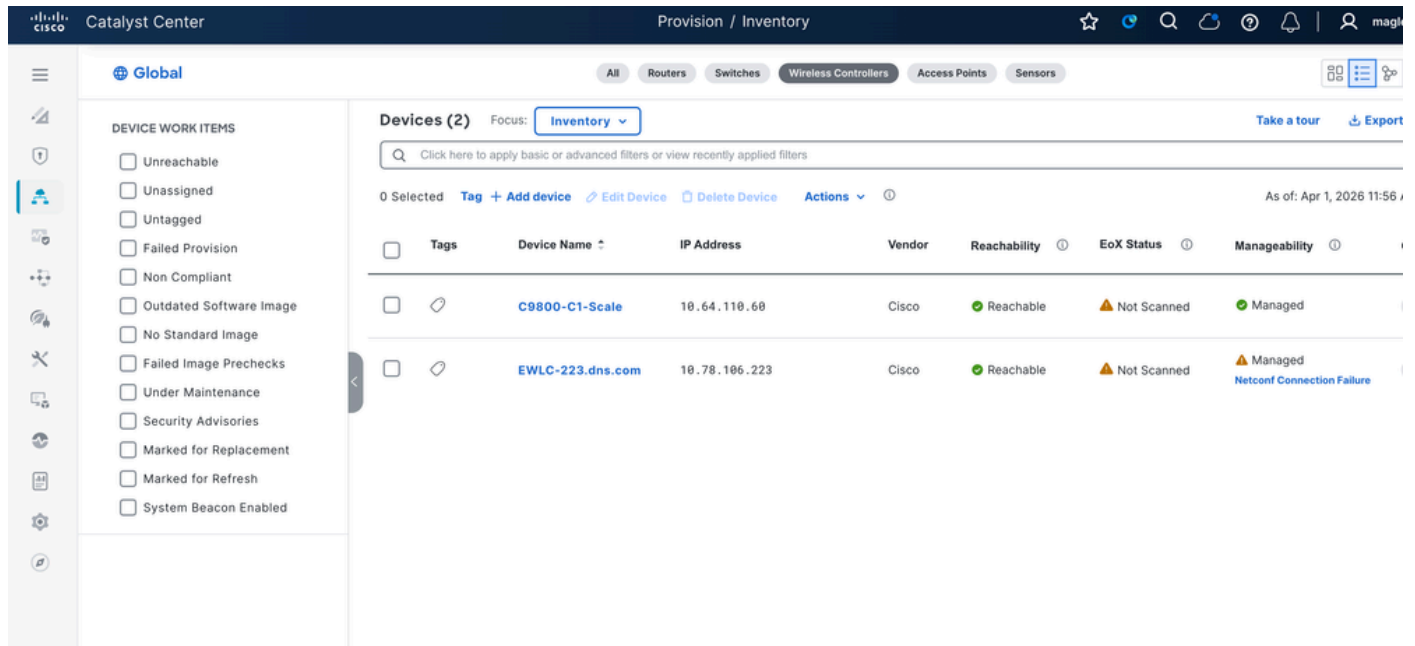 cisco Catalyst Center Provision / Inventory
Global All Routers Switches Wireless Controllers Access Points Sensors
DEVICE WORK ITEMS
Unreachable
Unassigned
Untagged
Failed Provision
Non Compliant
Outdated Software Image
No Standard Image
Failed Image Prechecks
Under Maintenance
Security Advisories
Marked for Replacement
Marked for Refresh
System Beacon Enabled
Devices (2) Focus: Inventory Take a tour Export
Click here to apply basic or advanced filters or view recently applied filters
0 Selected Tag + Add device Edit Device Delete Device Actions As of: Apr 1, 2026 11:56
Tags Device Name IP Address Vendor Reachability EoX Status Manageability
C9800-C1-Scale 10.64.110.60 Cisco Reachable Not Scanned Managed
EWLC-223.dns.com 10.78.106.223 Cisco Reachable Not Scanned Managed
Netconf Connection Failure